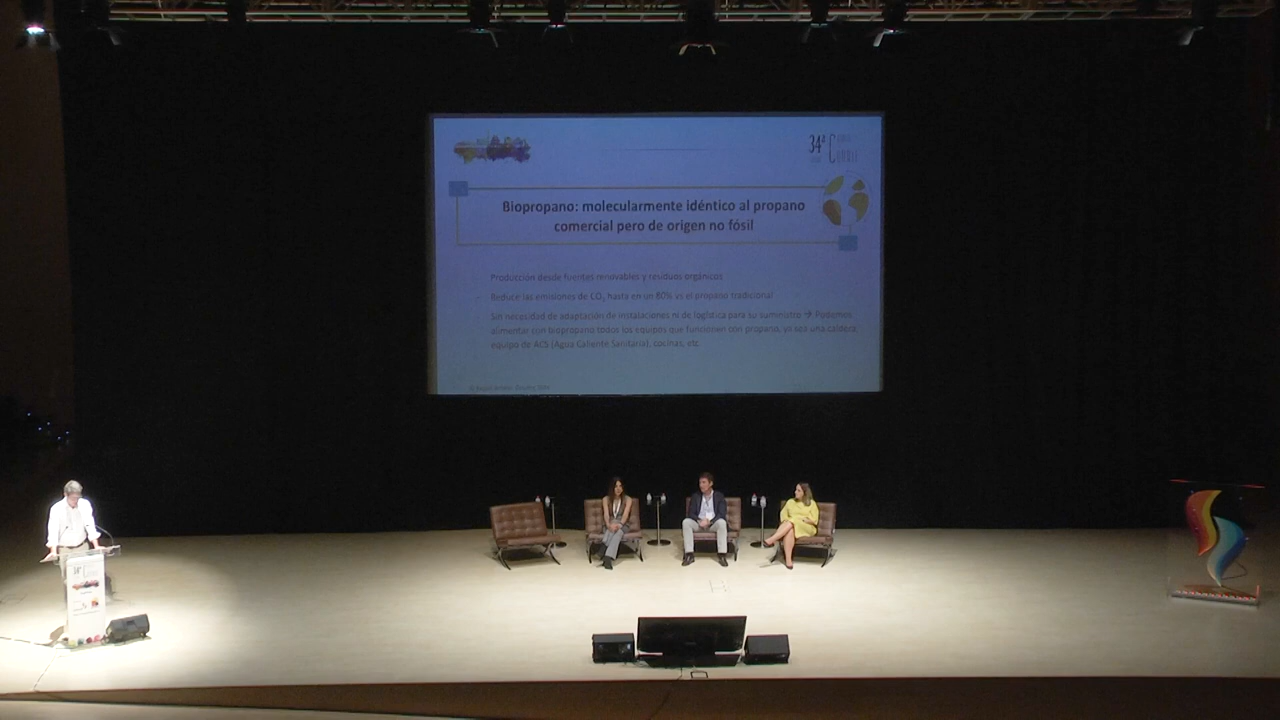 34º C
Biopropano: molecularmente idéntico al propano
comercial pero de origen no fósil
Producción desde fuentes renovables y residuos orgánicos
Reduce las emisiones de CO₂ hasta en un 80% vs el propano tradicional
Sin necesidad de adaptación de instalaciones ni de logística para su suministro → Podemos
alimentar con biopropano todos los equipos que funcionen con propano, ya sea una caldera,
equipo de ACS (Agua Caliente Sanitaria), cocinas, etc.
34º C